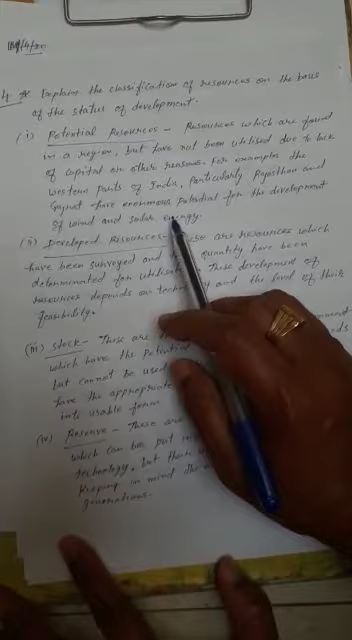 4. Explain the classification of resources on the basis
of the status of development.
(i) Potential Resources - Resources which are found
in a region, but have not been utilised due to lack
of capital or other reasons. For examples the
western parts of India, particularly Rajasthan and
Gujrat have enormous potential for the development
of wind and solar energy.
(ii) Developed Resources - are resources which
have been surveyed and quantity have been
determinated for utilisat These development of
resources depends on tech and the level of their
feasibility.
(iii) Stock - These are
which have the potential
but cannot be used
have the appropriate
into usable forms.
(iv) Reserve - These are
which can be put in
technology, but their
Keeping in mind the
generations.